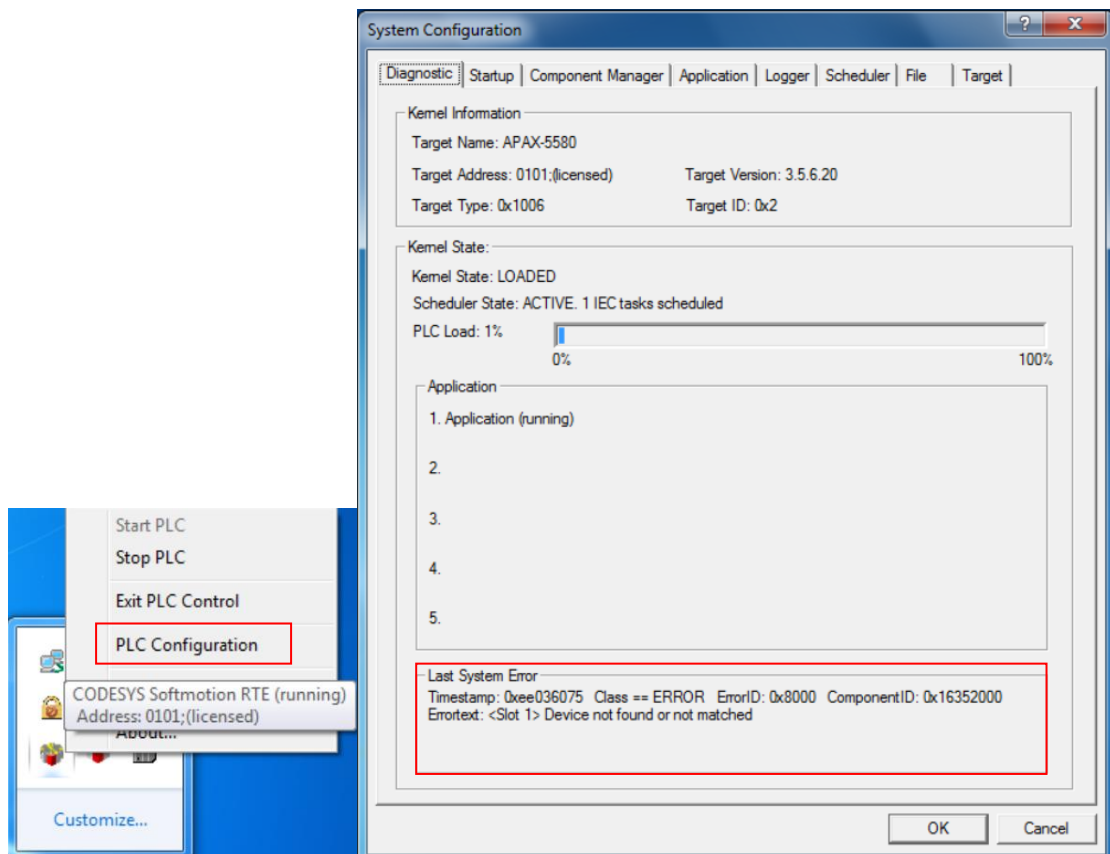 System Configuration
Diagnostic Startup Component Manager Application Logger Scheduler File Target
Kernel Information
Target Name: APAX-5580
Target Address: 0101;(licensed) Target Version: 3.5.6.20
Target Type: 0x1006 Target ID: 0x2
Kernel State:
Kernel State: LOADED
Scheduler State: ACTIVE. 1 IEC tasks scheduled
PLC Load: 1%
0% 100%
Application
1. Application (running)
2.
3.
4.
5.
Last System Error
Timestamp: 0xee036075 Class == ERROR ErrorID: 0x8000 ComponentID: 0x16352000
Errortext: <Slot 1> Device not found or not matched
OK Cancel
Start PLC
Stop PLC
Exit PLC Control
PLC Configuration
CODESYS Softmotion RTE (running)
Address: 0101;(licensed)
About...
Customize...